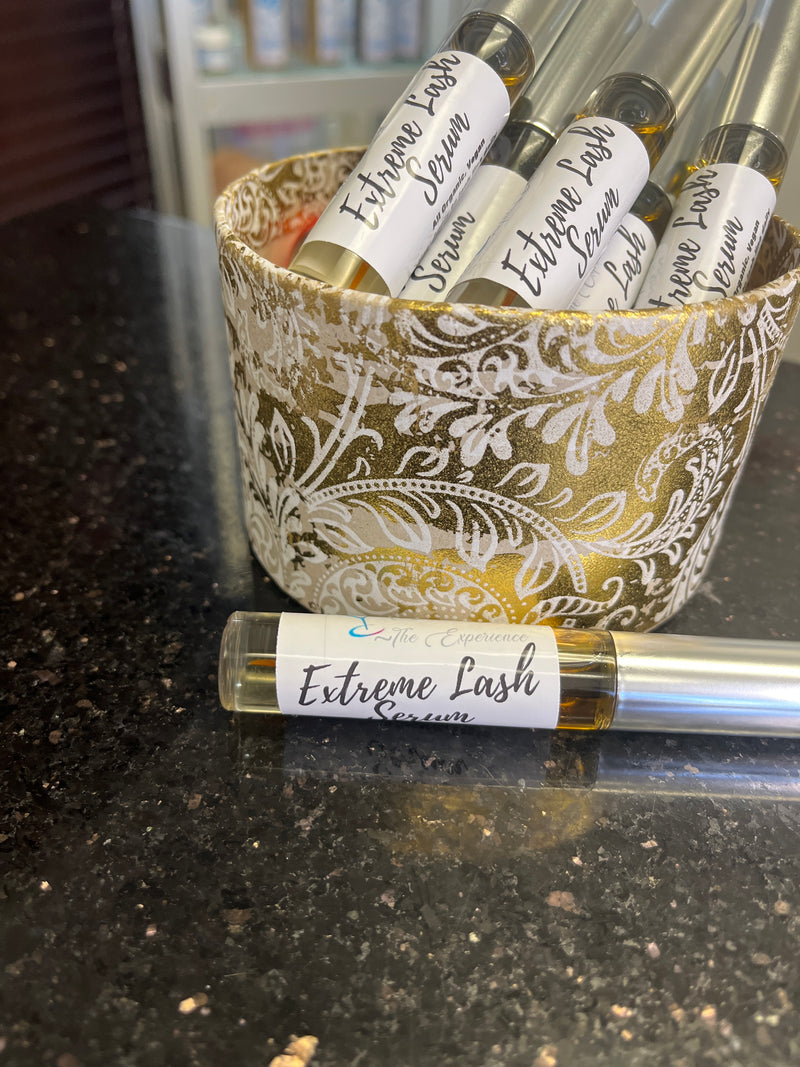 Extreme Lash
Serum
All Organic, Vegan
Serum
Extreme Lash
Serum
Lash
Extreme Lash
Serum
~The Experience
Extreme Lash
Serum